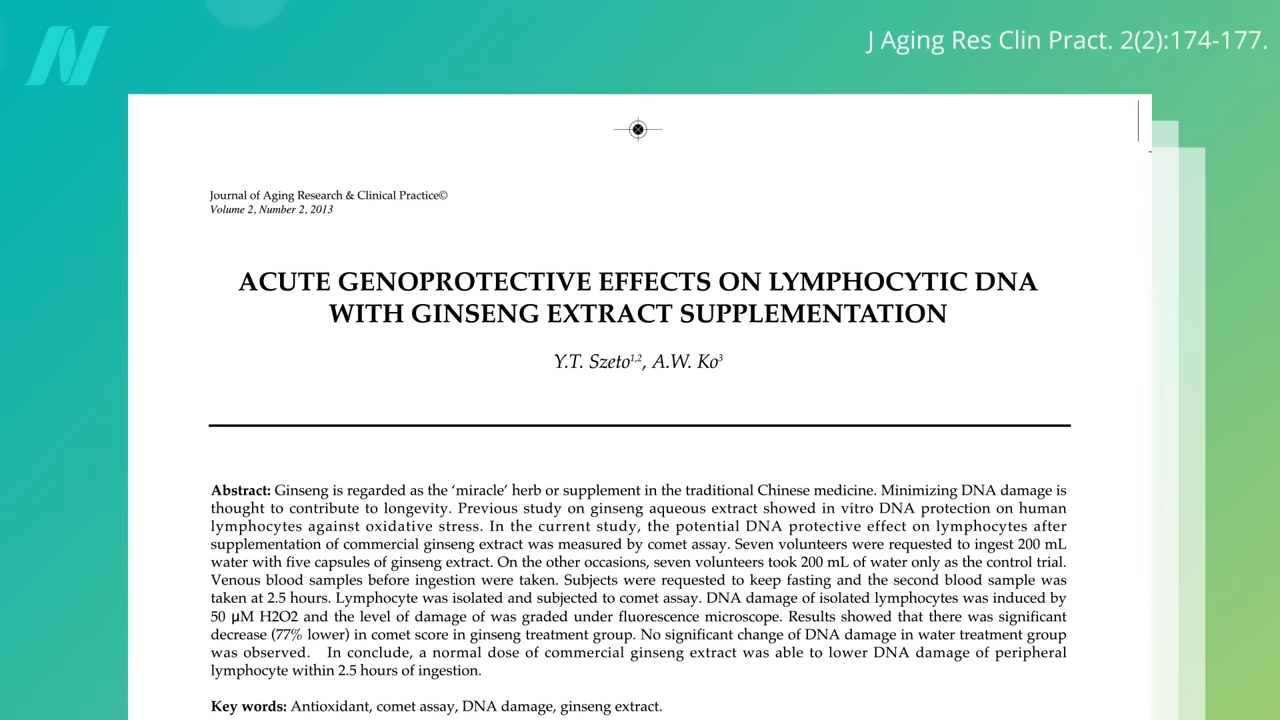 J Aging Res Clin Pract. 2(2):174-177.
Journal of Aging Research & Clinical Practice©
Volume 2, Number 2, 2013
ACUTE GENOPROTECTIVE EFFECTS ON LYMPHOCYTIC DNA
WITH GINSENG EXTRACT SUPPLEMENTATION
Y.T. Szeto1,2, A.W. Ko3
Abstract: Ginseng is regarded as the ‘miracle’ herb or supplement in the traditional Chinese medicine. Minimizing DNA damage is
thought to contribute to longevity. Previous study on ginseng aqueous extract showed in vitro DNA protection on human
lymphocytes against oxidative stress. In the current study, the potential DNA protective effect on lymphocytes after
supplementation of commercial ginseng extract was measured by comet assay. Seven volunteers were requested to ingest 200 mL
water with five capsules of ginseng extract. On the other occasions, seven volunteers took 200 mL of water only as the control trial.
Venous blood samples before ingestion were taken. Subjects were requested to keep fasting and the second blood sample was
taken at 2.5 hours. Lymphocyte was isolated and subjected to comet assay. DNA damage of isolated lymphocytes was induced by
50 µM H2O2 and the level of damage of was graded under fluorescence microscope. Results showed that there was significant
decrease (77% lower) in comet score in ginseng treatment group. No significant change of DNA damage in water treatment group
was observed. In conclude, a normal dose of commercial ginseng extract was able to lower DNA damage of peripheral
lymphocyte within 2.5 hours of ingestion.
Key words: Antioxidant, comet assay, DNA damage, ginseng extract.